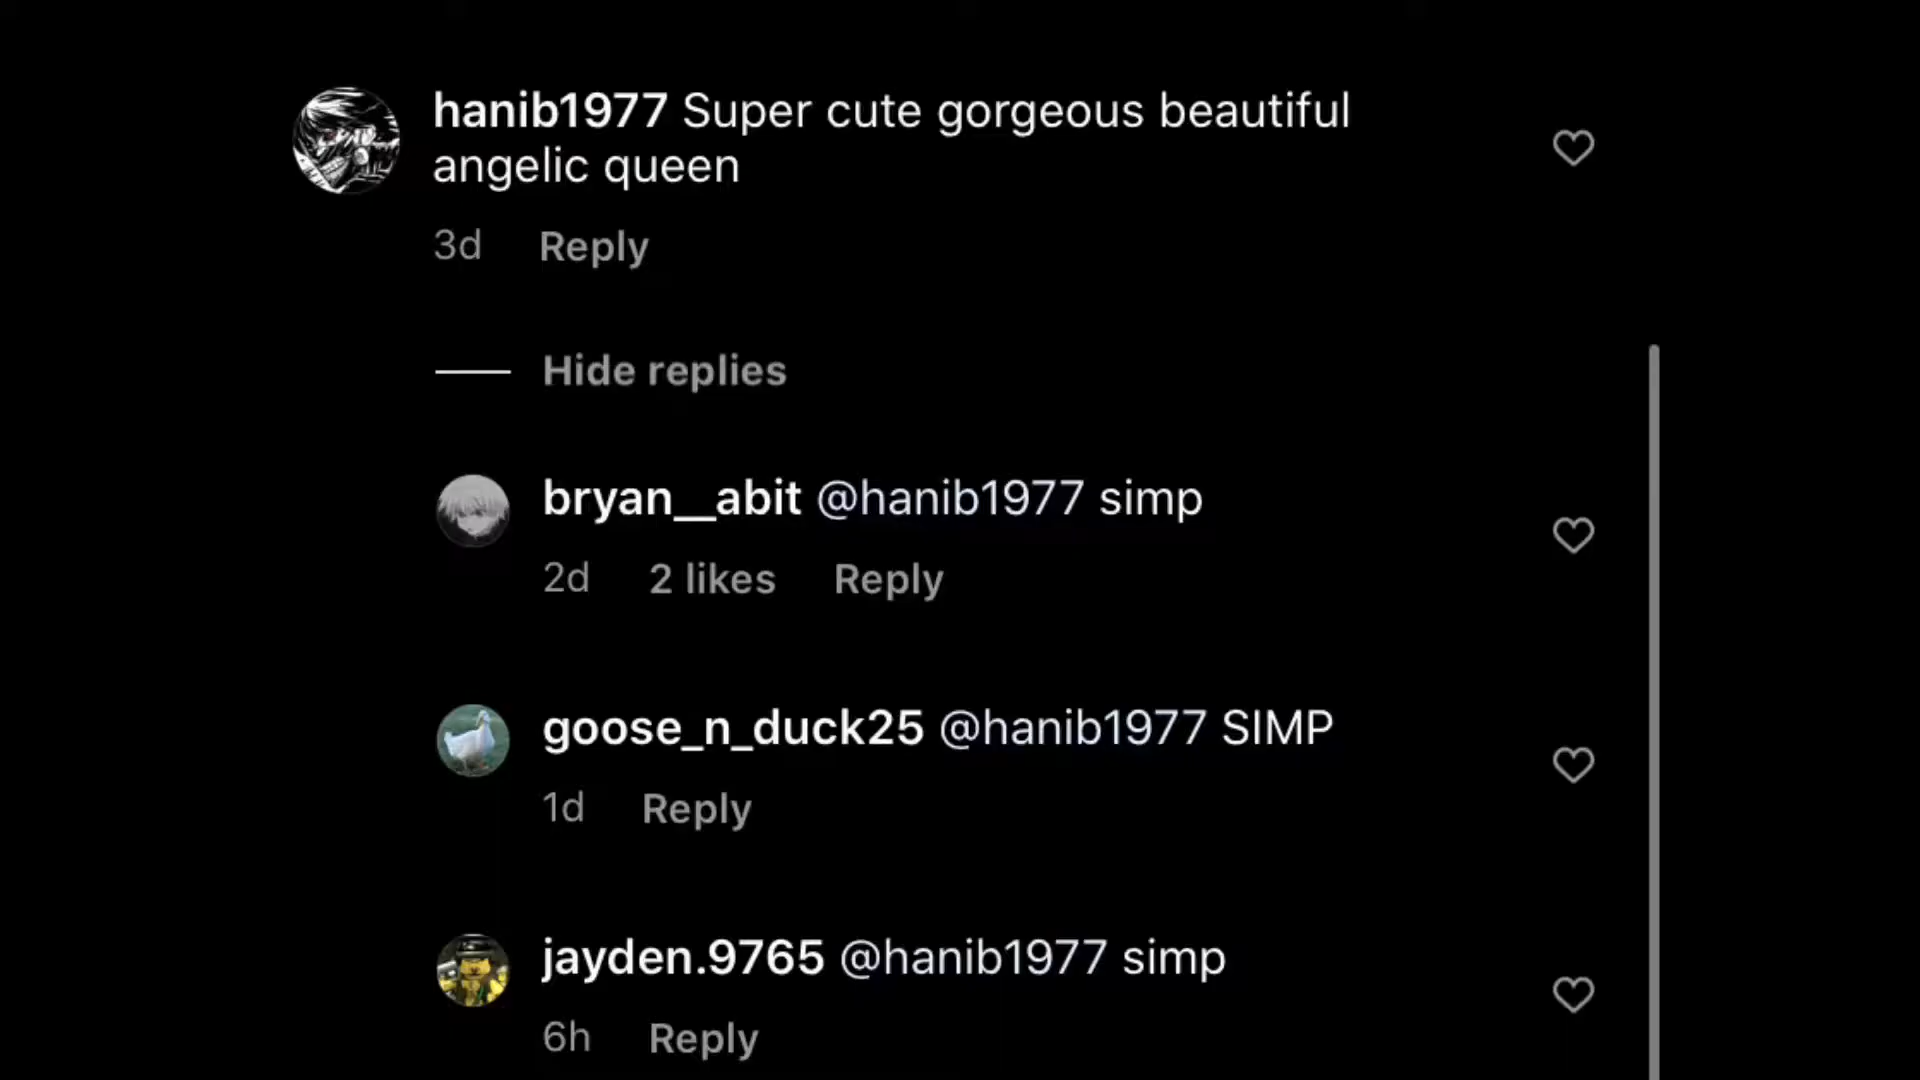 hanib1977 Super cute gorgeous beautiful
angelic queen
3d Reply
Hide replies
bryan__abit @hanib1977 simp
2d 2 likes Reply
goose_n_duck25 @hanib1977 SIMP
1d Reply
jayden.9765 @hanib1977 simp
6h Reply